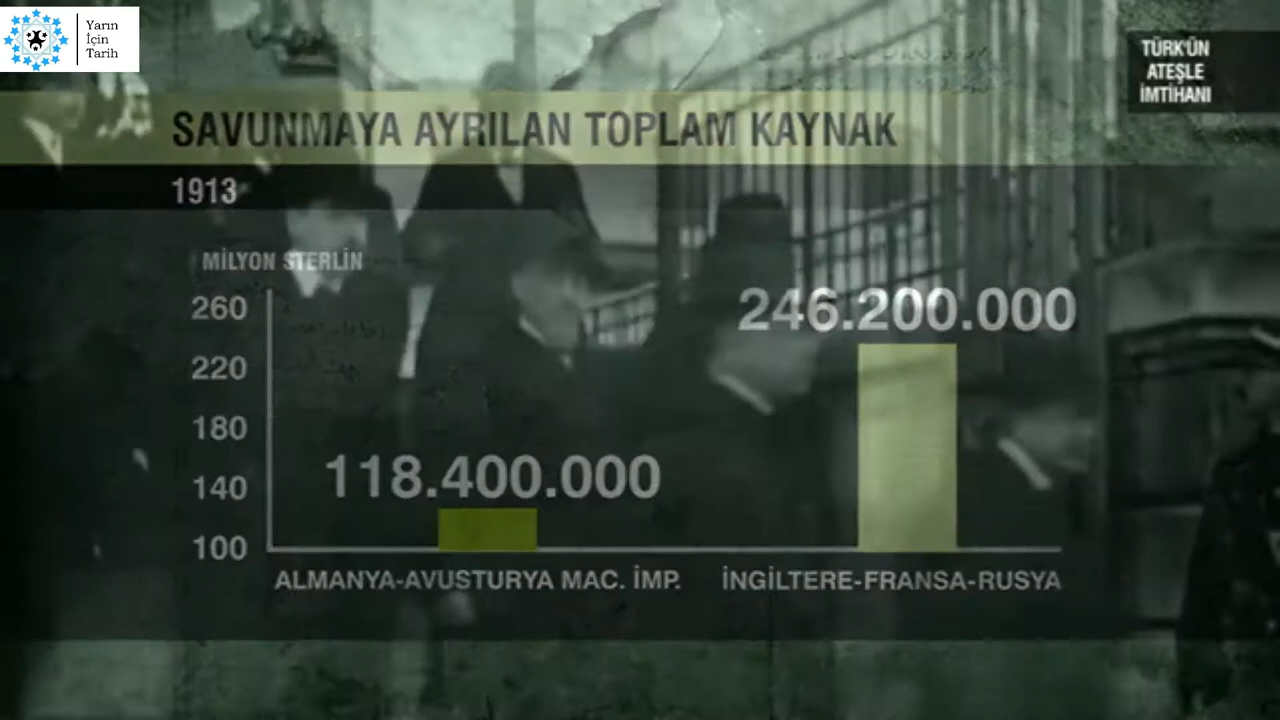 Yarın
İçin
Tarih
TÜRK'ÜN
ATEŞLE
İMTİHANI
SAVUNMAYA AYRILAN TOPLAM KAYNAK
1913
MİLYON STERLİN
260
246.200.000
220
180
118.400.000
140
100
ALMANYA-AVUSTURYA MAC. İMP.
İNGİLTERE-FRANSA-RUSYA